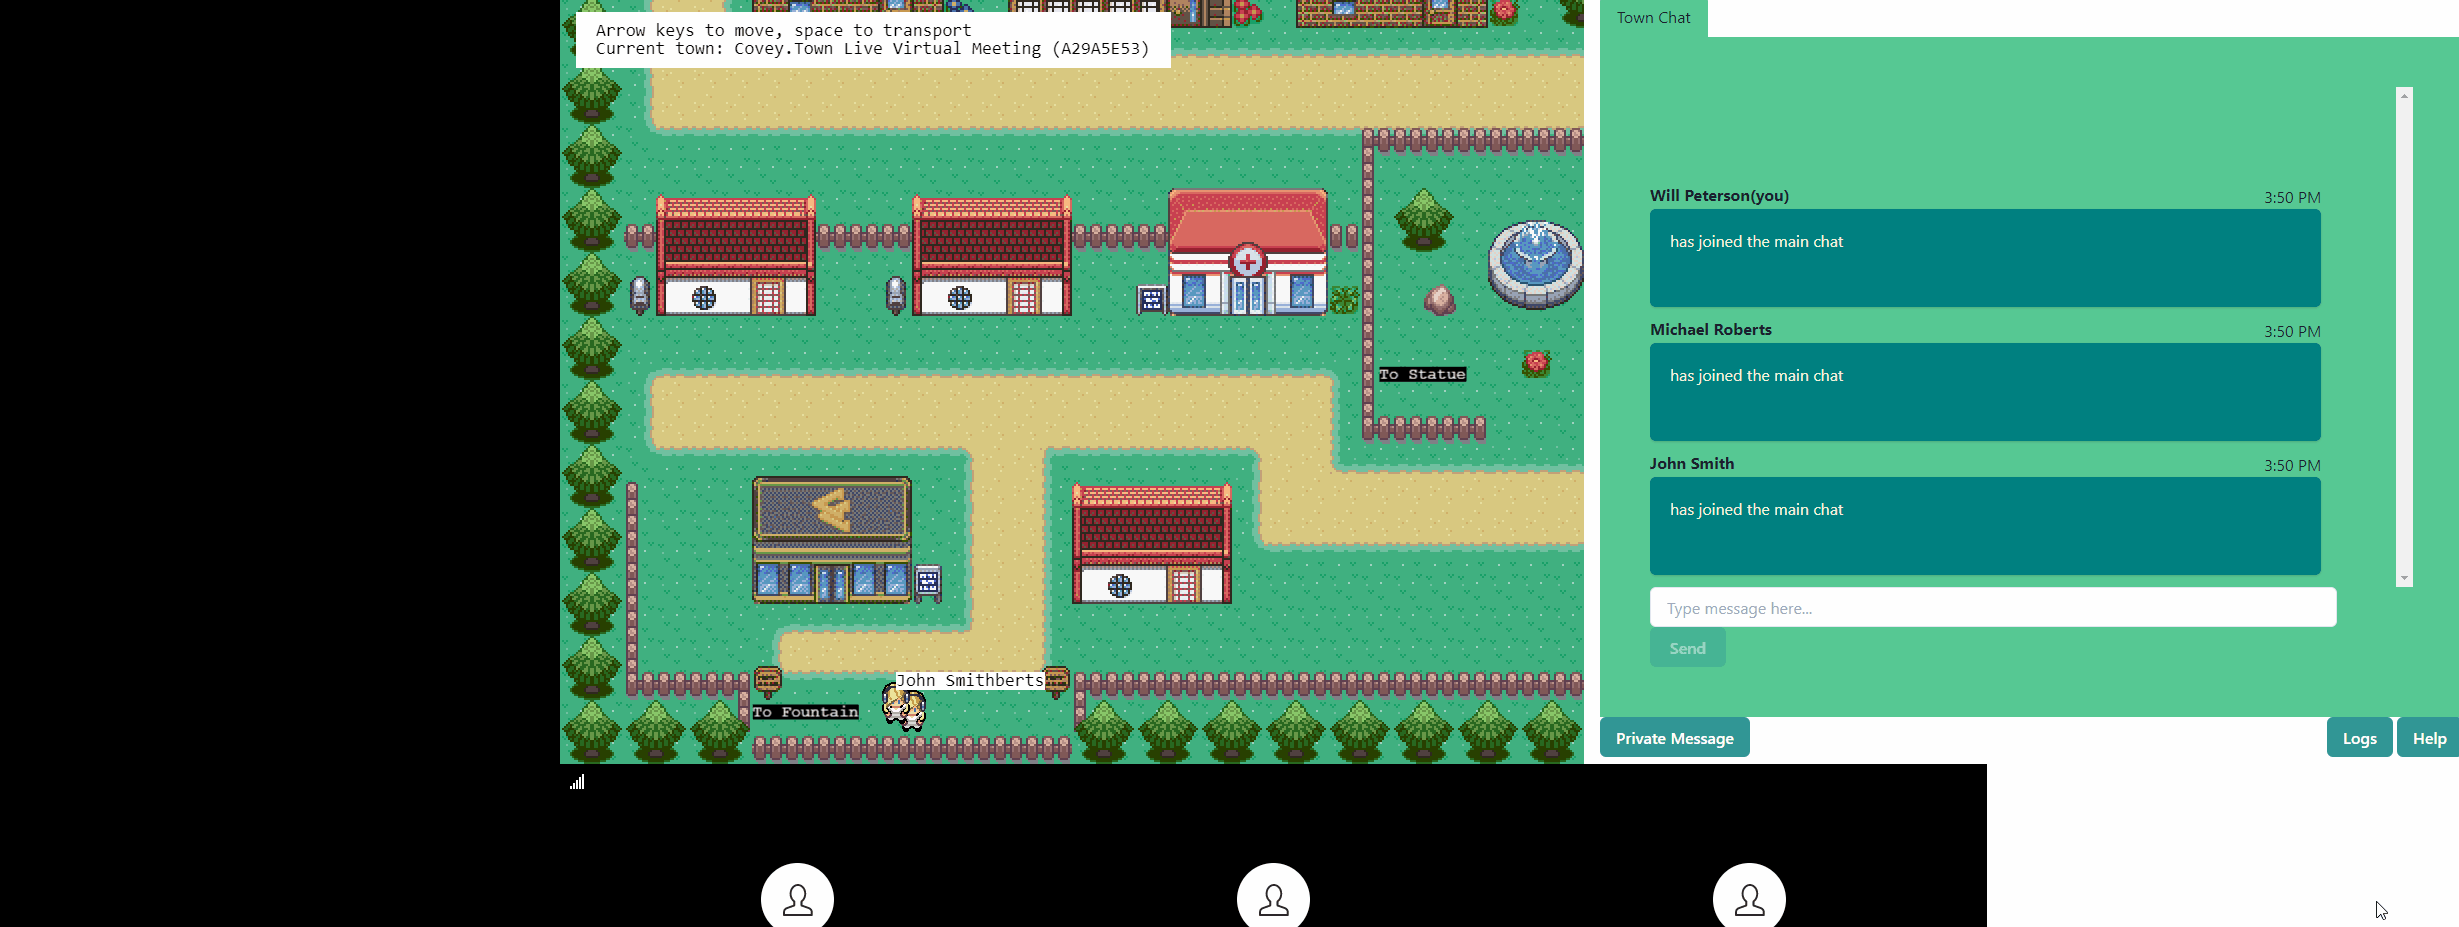 Arrow keys to move, space to transport
Current town: Covey.Town Live Virtual Meeting (A29A5E53)
To Statue
John Smithberts
To Fountain
Town Chat
Will Peterson(you)
3:50 PM
has joined the main chat
Michael Roberts
3:50 PM
has joined the main chat
John Smith
3:50 PM
has joined the main chat
Type message here...
Send
Private Message
Logs
Help